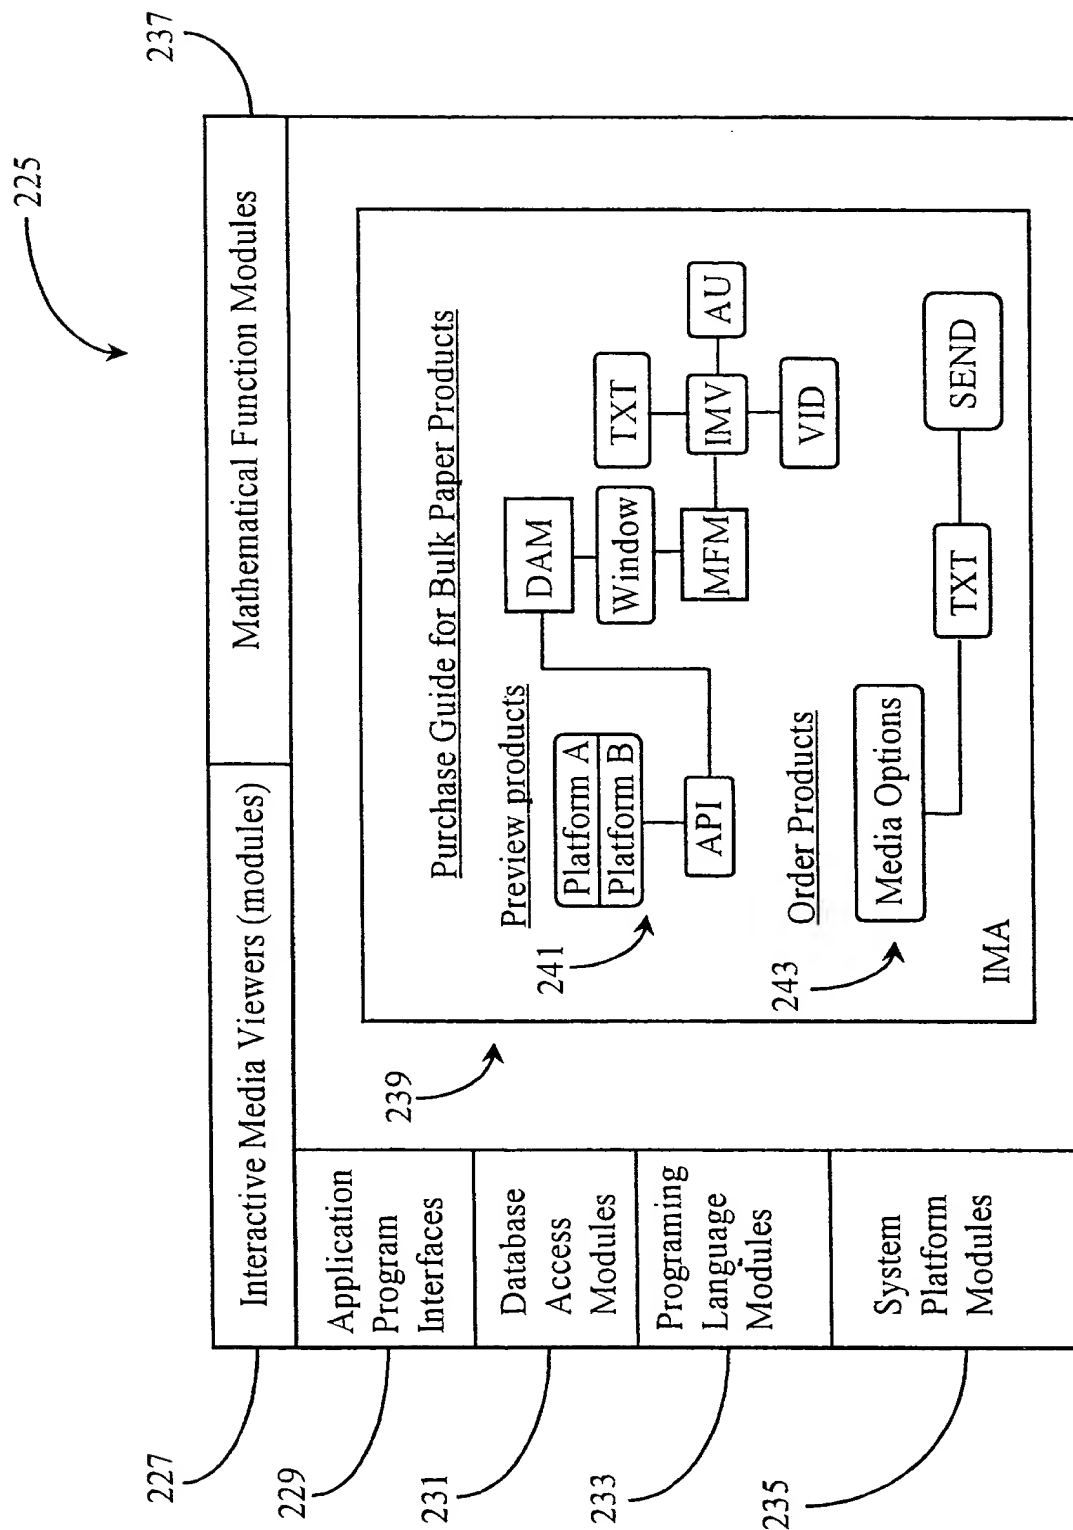 225
237
Interactive Media Viewers (modules)
Mathematical Function Modules
227
229
Application
Program
Interfaces
231
Database
Access
Modules
233
Programing
Language
Modules
235
System
Platform
Modules
239
Purchase Guide for Bulk Paper Products
Preview products
241
Platform A
Platform B
API
DAM
Window
MFM
TXT
IMV
AU
VID
Order Products
243
Media Options
TXT
SEND
IMA